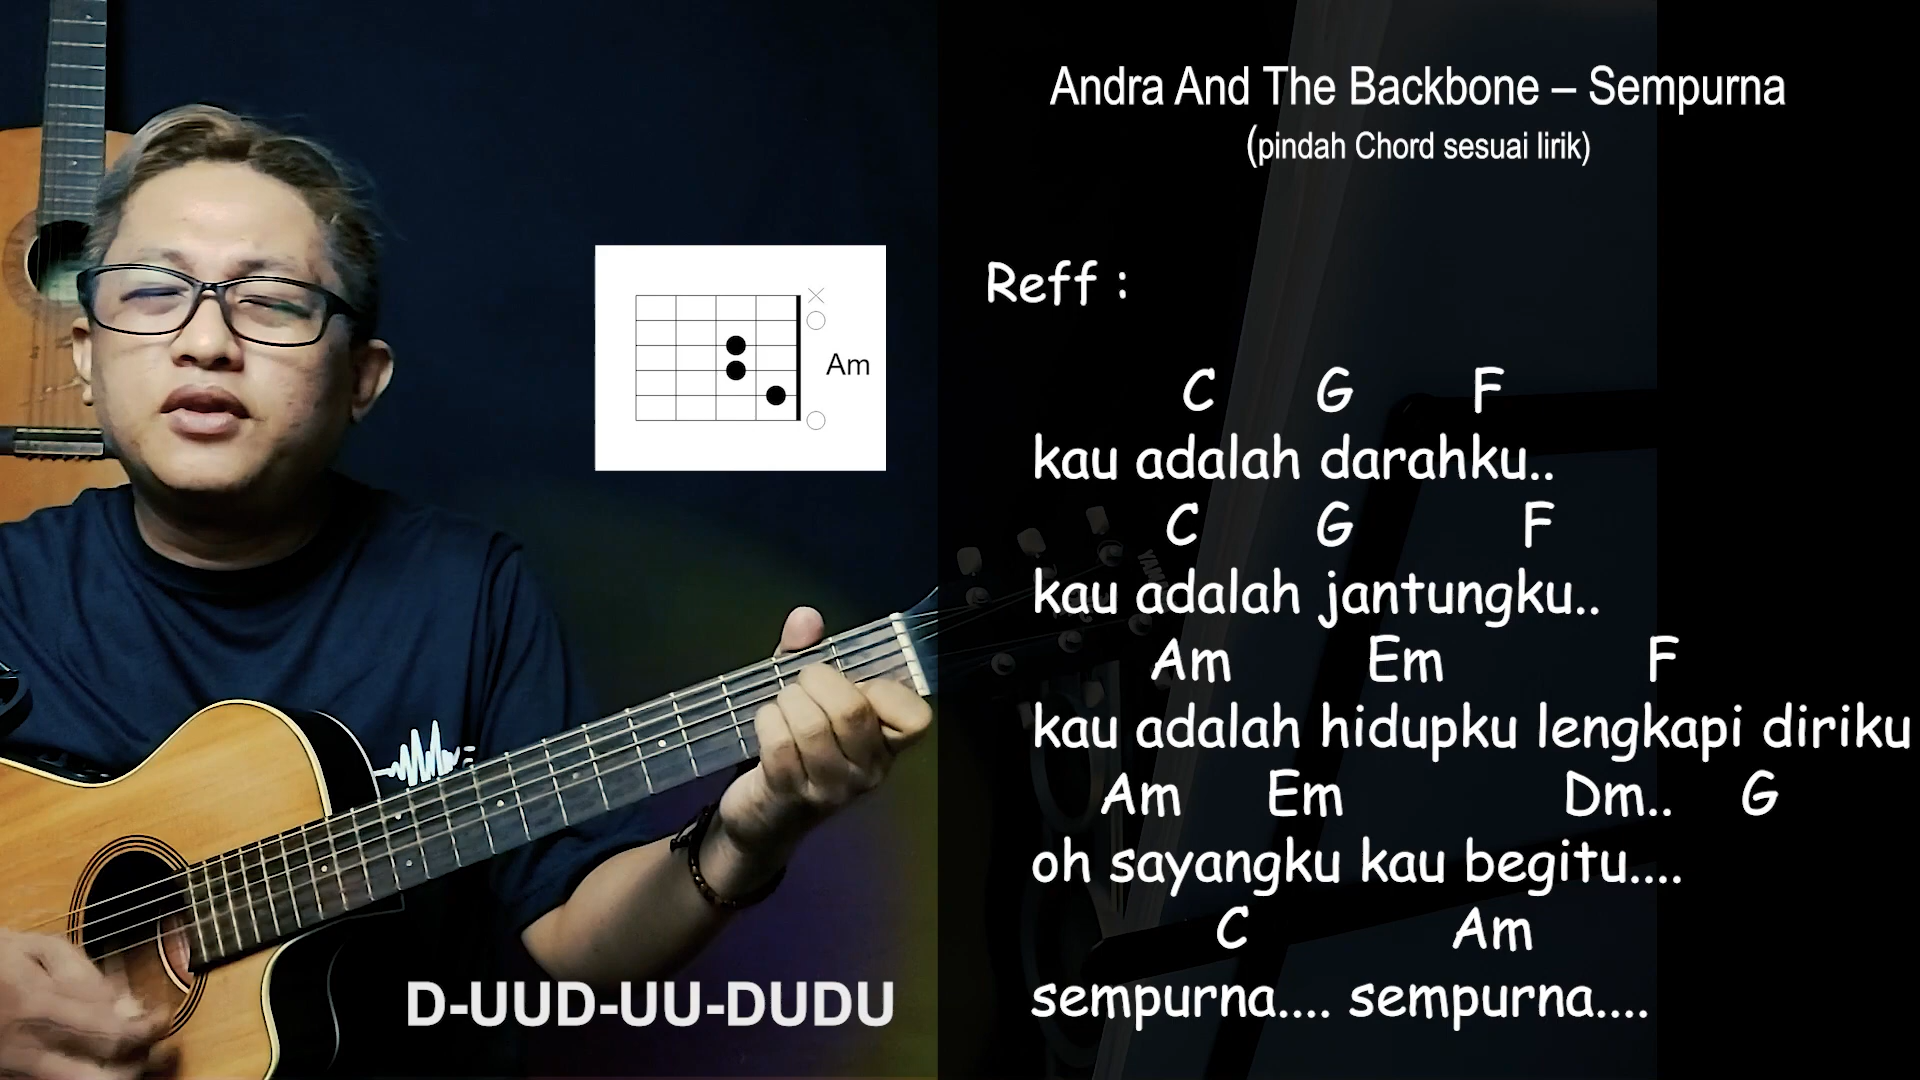 Andra And The Backbone – Sempurna
(pindah Chord sesuai lirik)
Am
Reff :
C G F
kau adalah darahku..
C G F
kau adalah jantungku..
Am Em F
kau adalah hidupku lengkapi diriku
Am Em Dm.. G
oh sayangku kau begitu....
C Am
sempurna.... sempurna....
D-UUD-UU-DUDU